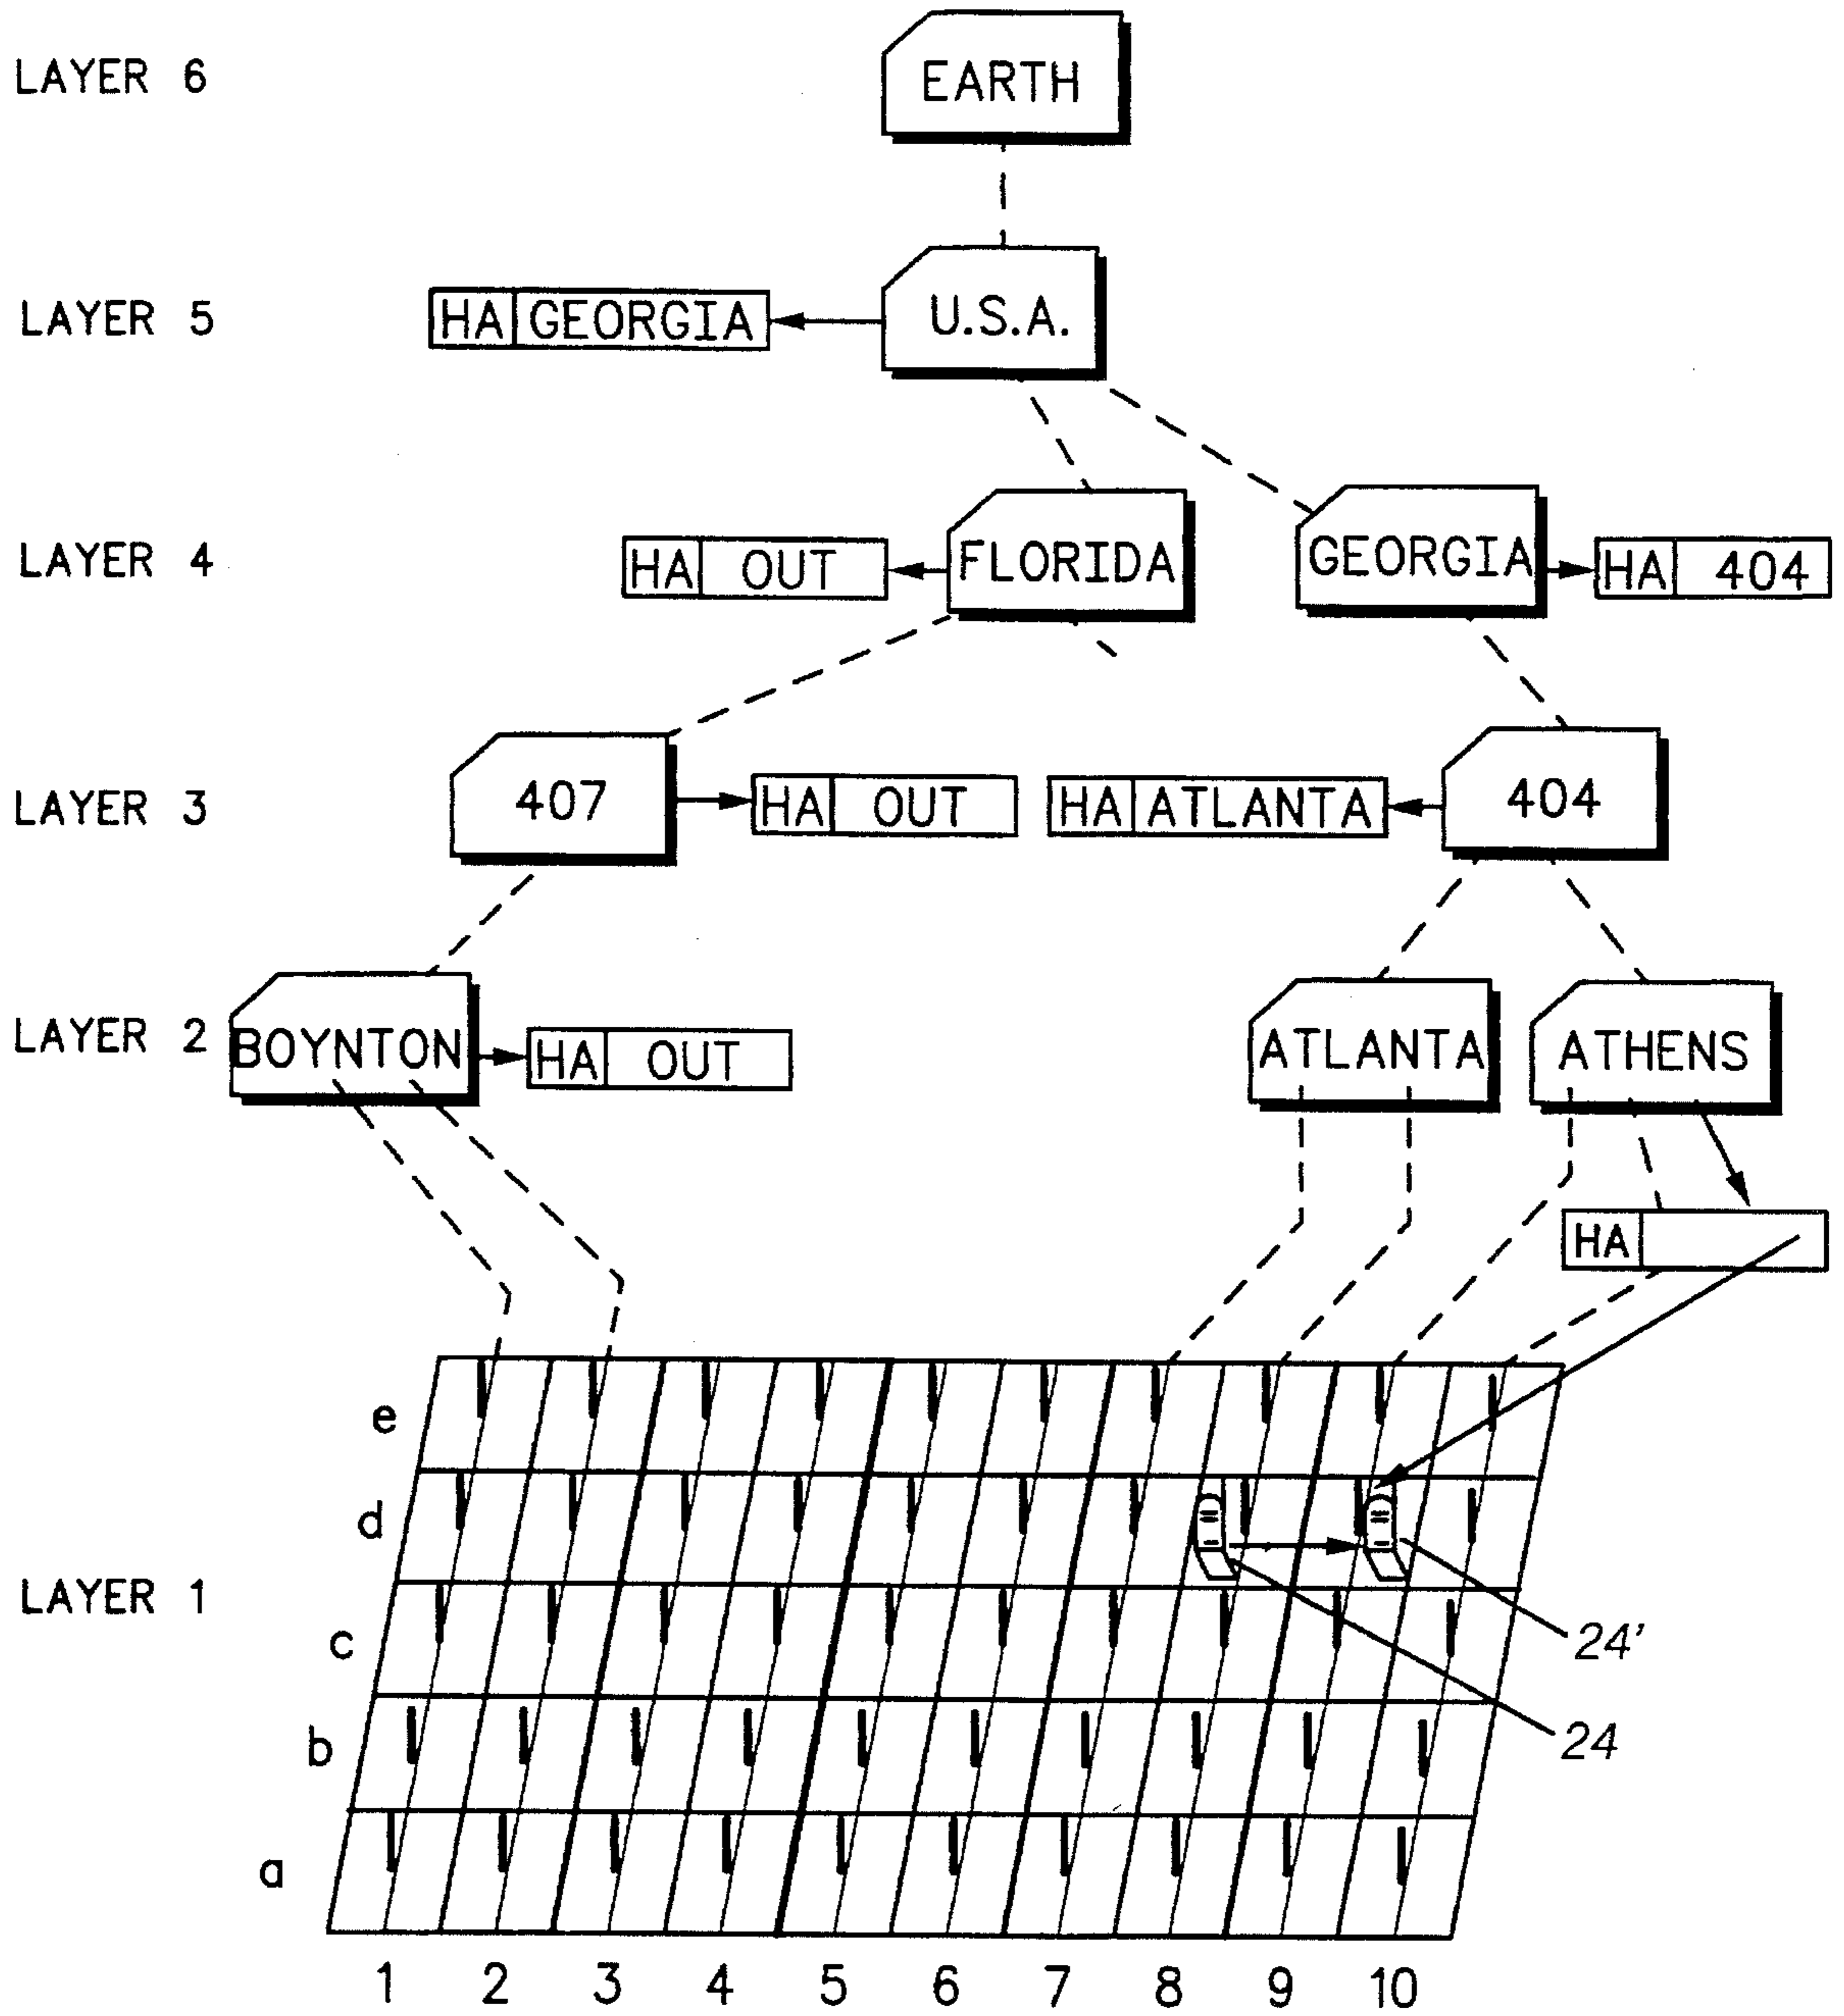 LAYER 6 EARTH
LAYER 5 HA GEORGIA U.S.A.
LAYER 4 HA OUT FLORIDA GEORGIA HA 404
LAYER 3 407 HA OUT HA ATLANTA 404
LAYER 2 BOYNTON HA OUT ATLANTA ATHENS
HA
e
d
LAYER 1
c 24'
b 24
a
1 2 3 4 5 6 7 8 9 10